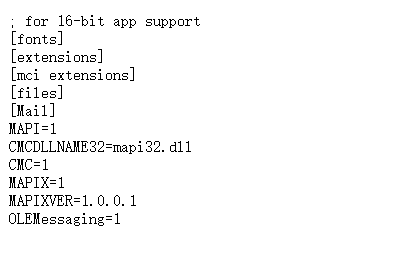 ; for 16-bit app support
[fonts]
[extensions]
[mci extensions]
[files]
[Mail]
MAPI=1
CMCDLLNAME32=mapi32.dll
CMC=1
MAPIX=1
MAPIXVER=1.0.0.1
OLEMessaging=1